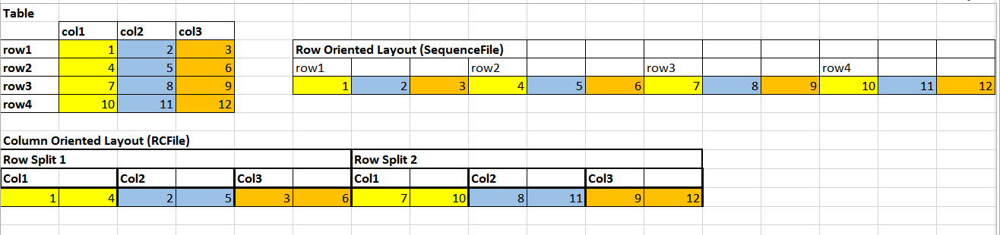 Table
col1 col2 col3
row1 1 2 3
row2 4 5 6
row3 7 8 9
row4 10 11 12
Row Oriented Layout (SequenceFile)
row1 row2 row3 row4
1 2 3 4 5 6 7 8 9 10 11 12
Column Oriented Layout (RCFile)
Row Split 1 Row Split 2
Col1 Col2 Col3 Col1 Col2 Col3
1 4 2 5 3 6 7 10 8 11 9 12